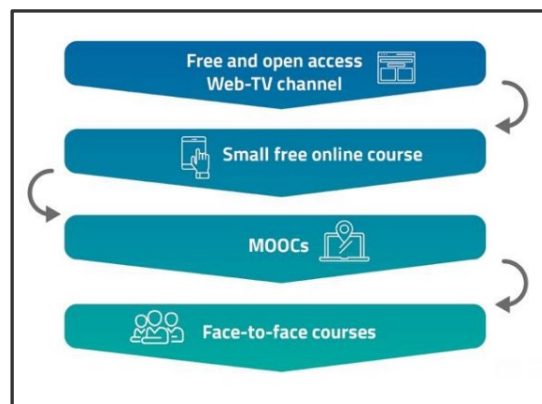 Free and open access
Web-TV channel
Small free online course
MOOCs
Face-to-face courses